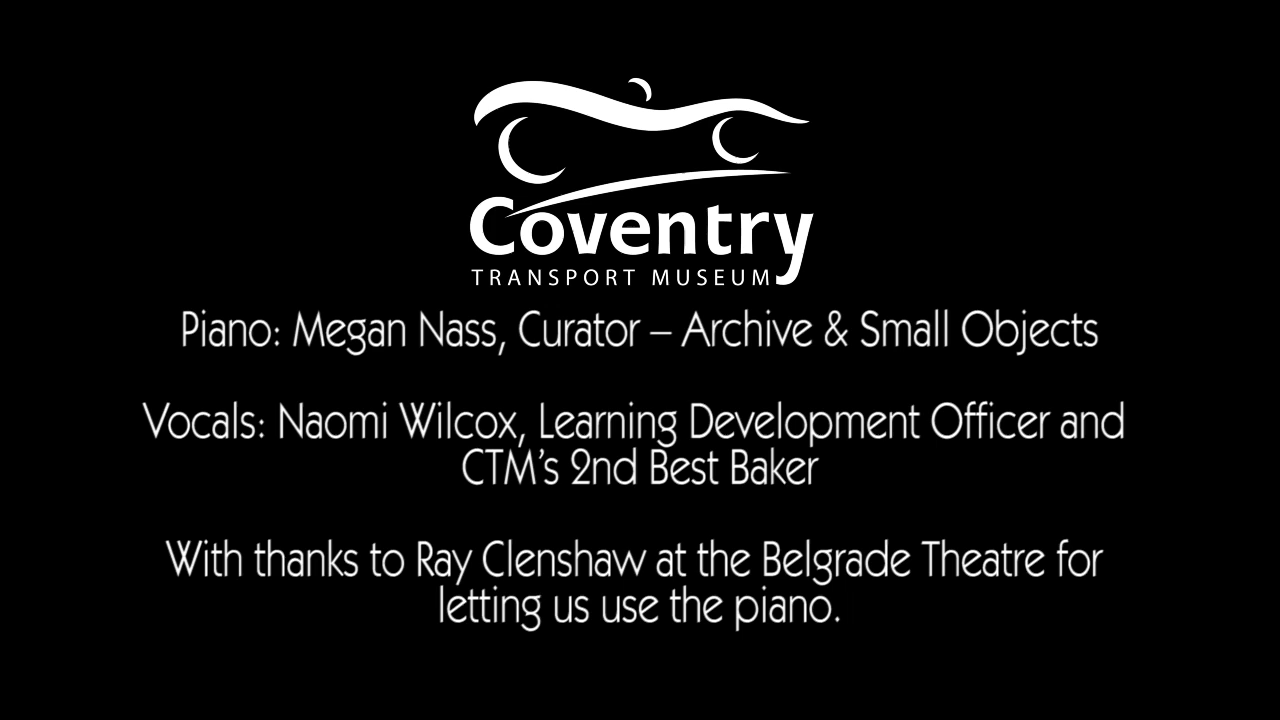 Coventry
TRANSPORT MUSEUM
Piano: Megan Nass, Curator – Archive & Small Objects
Vocals: Naomi Wilcox, Learning Development Officer and
CTM’s 2nd Best Baker
With thanks to Ray Clenshaw at the Belgrade Theatre for
letting us use the piano.